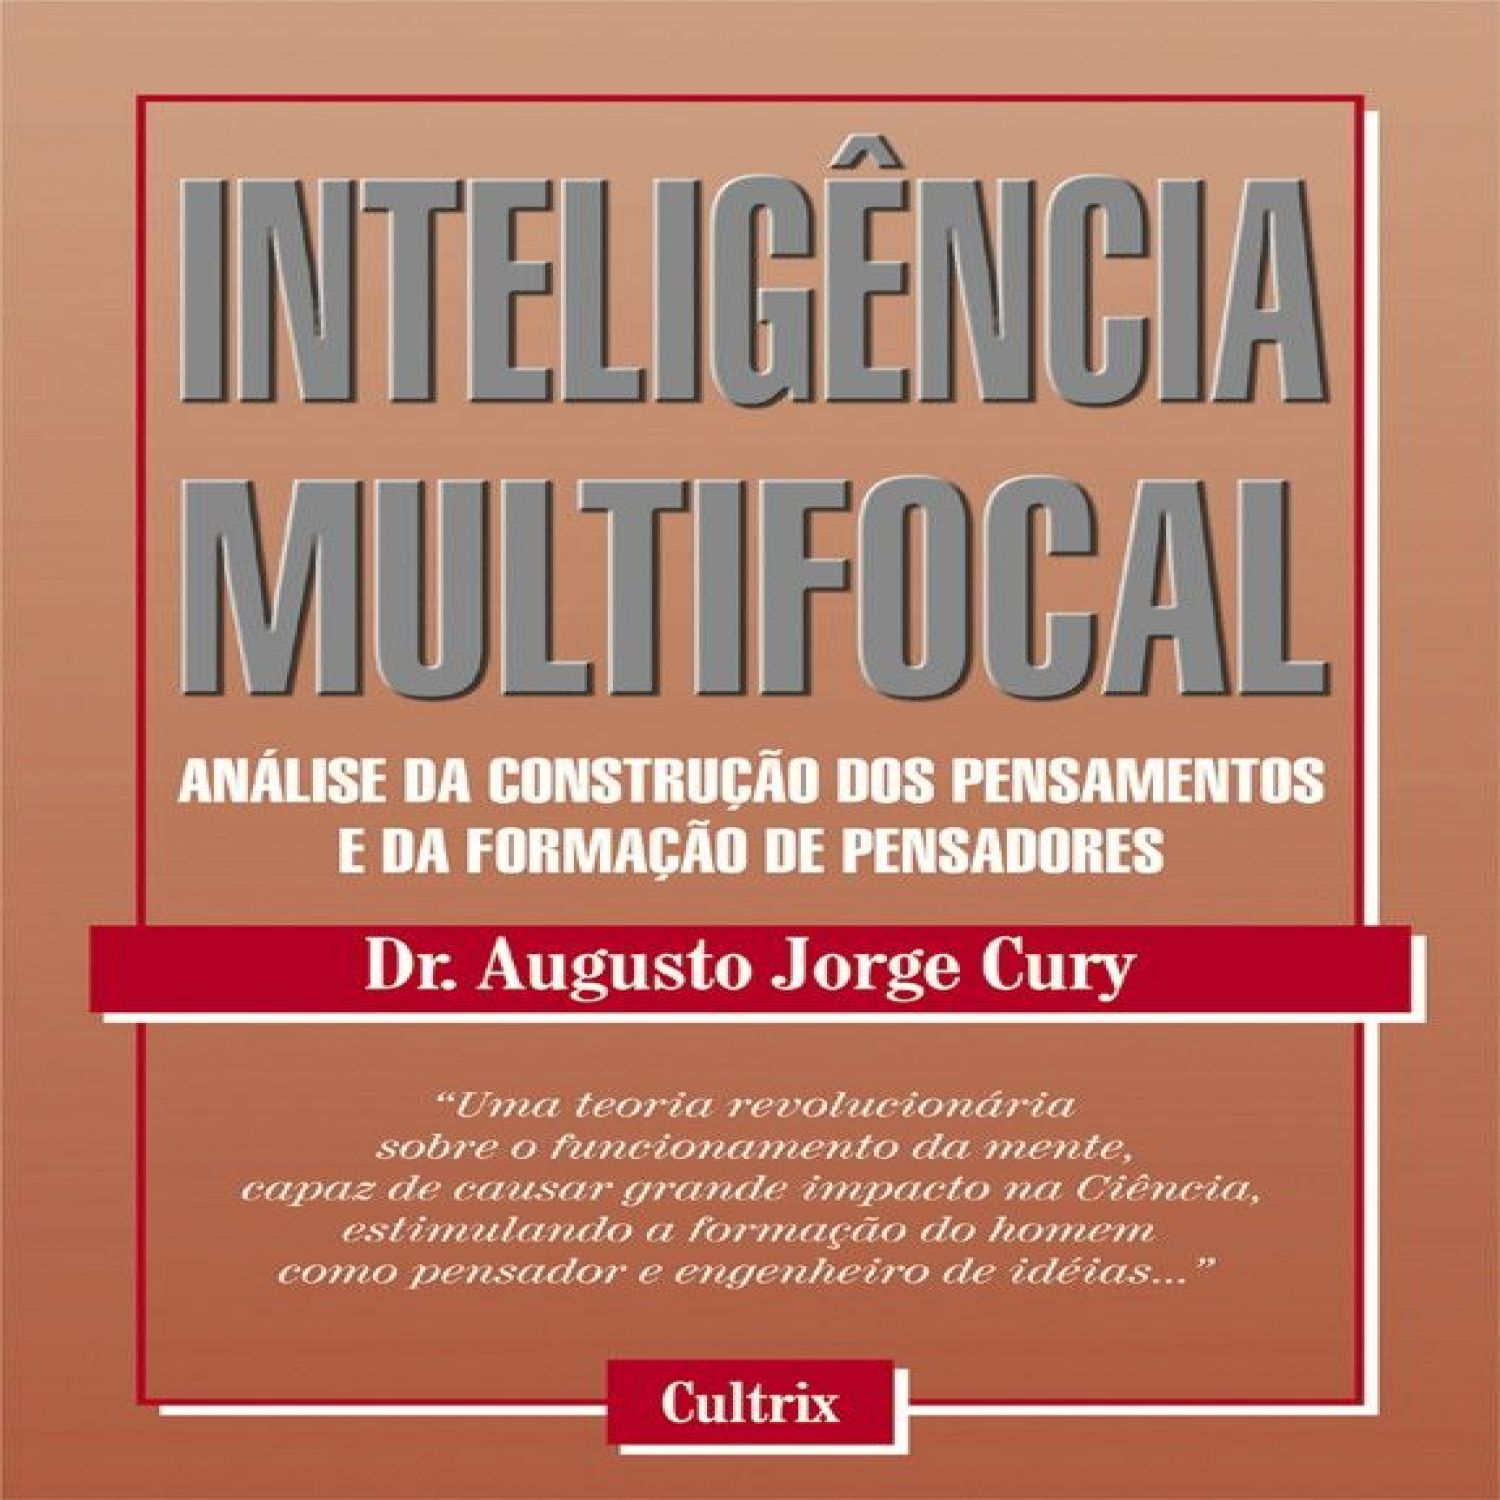 INTELIGÊNCIA
MULTIFOCAL
ANÁLISE DA CONSTRUÇÃO DOS PENSAMENTOS
E DA FORMAÇÃO DE PENSADORES
Dr. Augusto Jorge Cury
“Uma teoria revolucionária
sobre o funcionamento da mente,
capaz de causar grande impacto na Ciência,
estimulando a formação do homem
como pensador e engenheiro de idéias...”
Cultrix